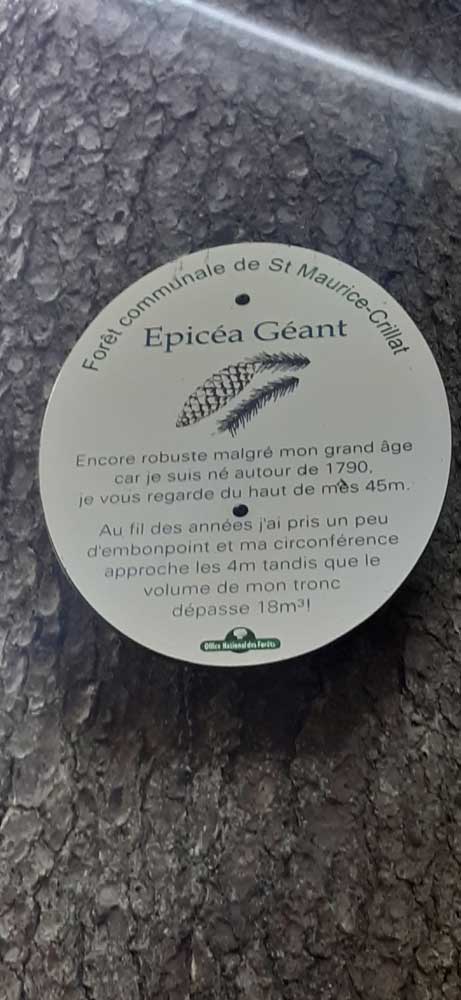 Forêt communale de St Maurice-Crillat
Epicéa Géant
Encore robuste malgré mon grand âge
car je suis né autour de 1790,
je vous regarde du haut de mes 45m.
Au fil des années j'ai pris un peu
d'embonpoint et ma circonférence
approche les 4m tandis que le
volume de mon tronc
dépasse 18m³!
Office National des Forêts